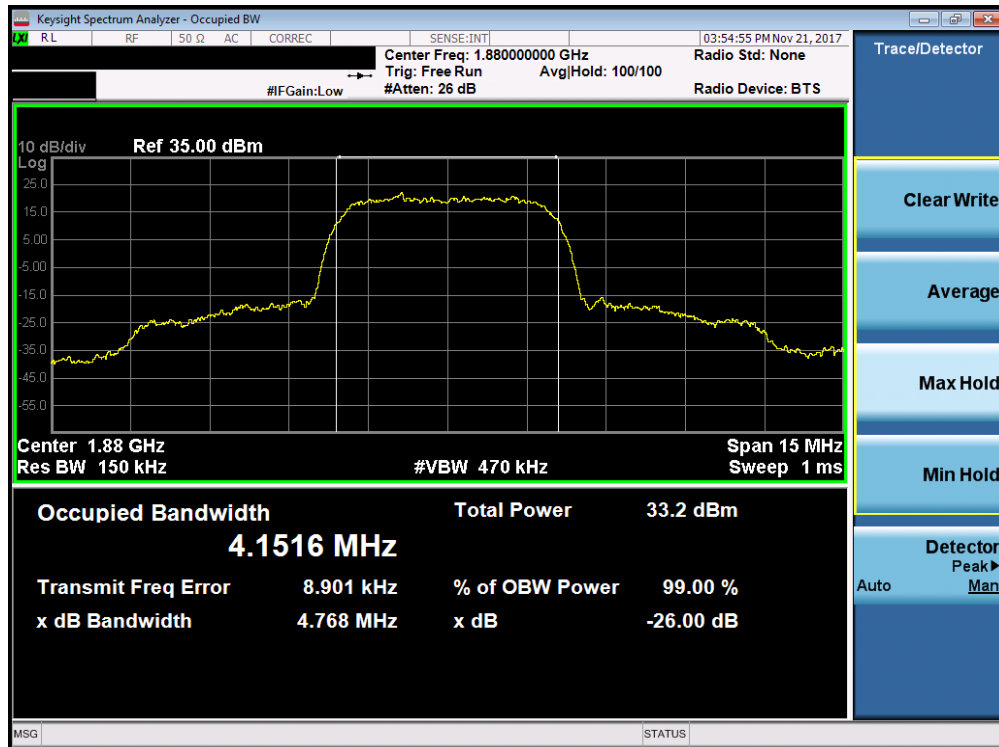 Keysight Spectrum Analyzer - Occupied BW
LXI RL RF 50 Ω AC CORREC SENSE:INT 03:54:55 PM Nov 21, 2017
Center Freq: 1.880000000 GHz Radio Std: None
Trig: Free Run Avg|Hold: 100/100
#IFGain:Low #Atten: 26 dB Radio Device: BTS
10 dB/div Ref 35.00 dBm
Log
25.0
15.0
5.00
-5.00
-15.0
-25.0
-35.0
-45.0
-55.0
Center 1.88 GHz Span 15 MHz
Res BW 150 kHz #VBW 470 kHz Sweep 1 ms
Occupied Bandwidth Total Power 33.2 dBm
4.1516 MHz
Transmit Freq Error 8.901 kHz % of OBW Power 99.00 %
x dB Bandwidth 4.768 MHz x dB -26.00 dB
MSG STATUS
Trace/Detector
Clear Write
Average
Max Hold
Min Hold
Detector
Peak▶
Auto Man